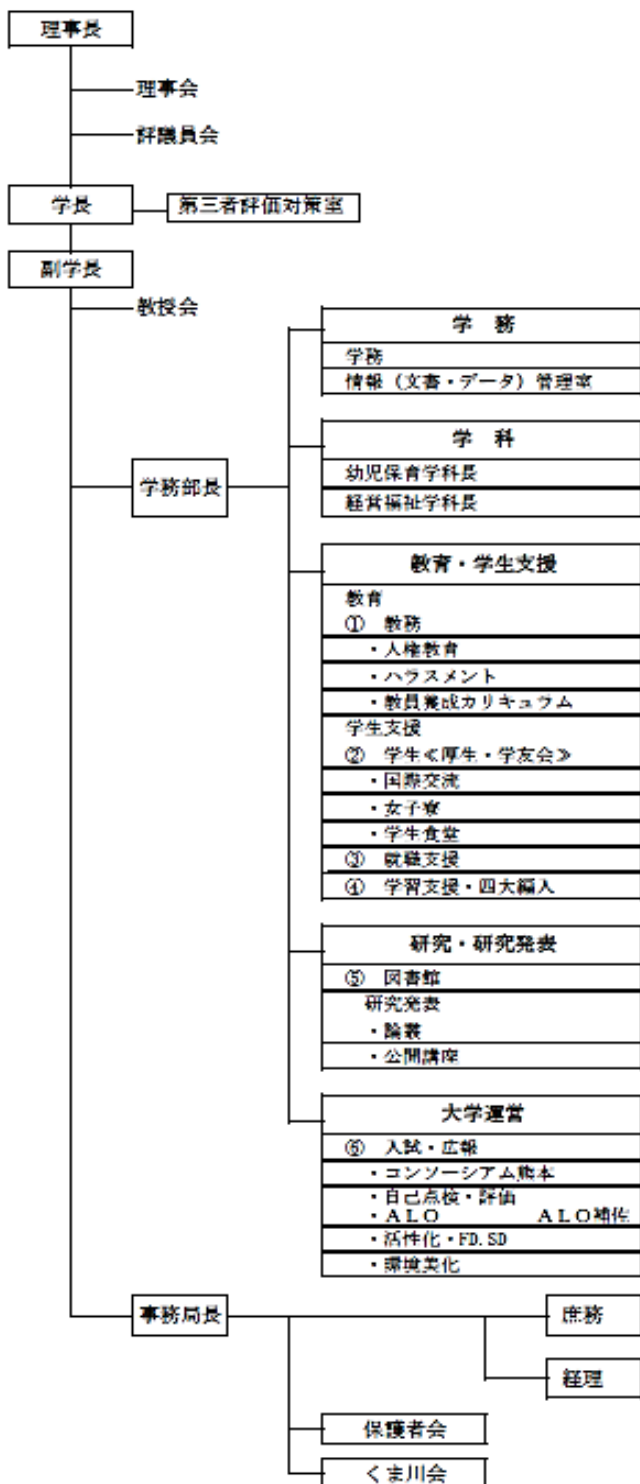 理事長
理事会
評議員会
学長
第三者評価対策室
副学長
教授会
学務部長
学　務
学務
情報（文書・データ）管理室
学　科
幼児保育学科長
経営福祉学科長
教育・学生支援
教育
①　教務
・人権教育
・ハラスメント
・教員養成カリキュラム
学生支援
②　学生≪厚生・学友会≫
・国際交流
・女子寮
・学生食堂
③　就職支援
④　学習支援・四大編入
研究・研究発表
⑤　図書館
研究発表
・論叢
・公開講座
大学運営
⑥　入試・広報
・コンソーシアム熊本
・自己点検・評価
・ＡＬＯ　　　　ＡＬＯ補佐
・活性化・FD.SD
・環境美化
事務局長
庶務
経理
保護者会
くま川会